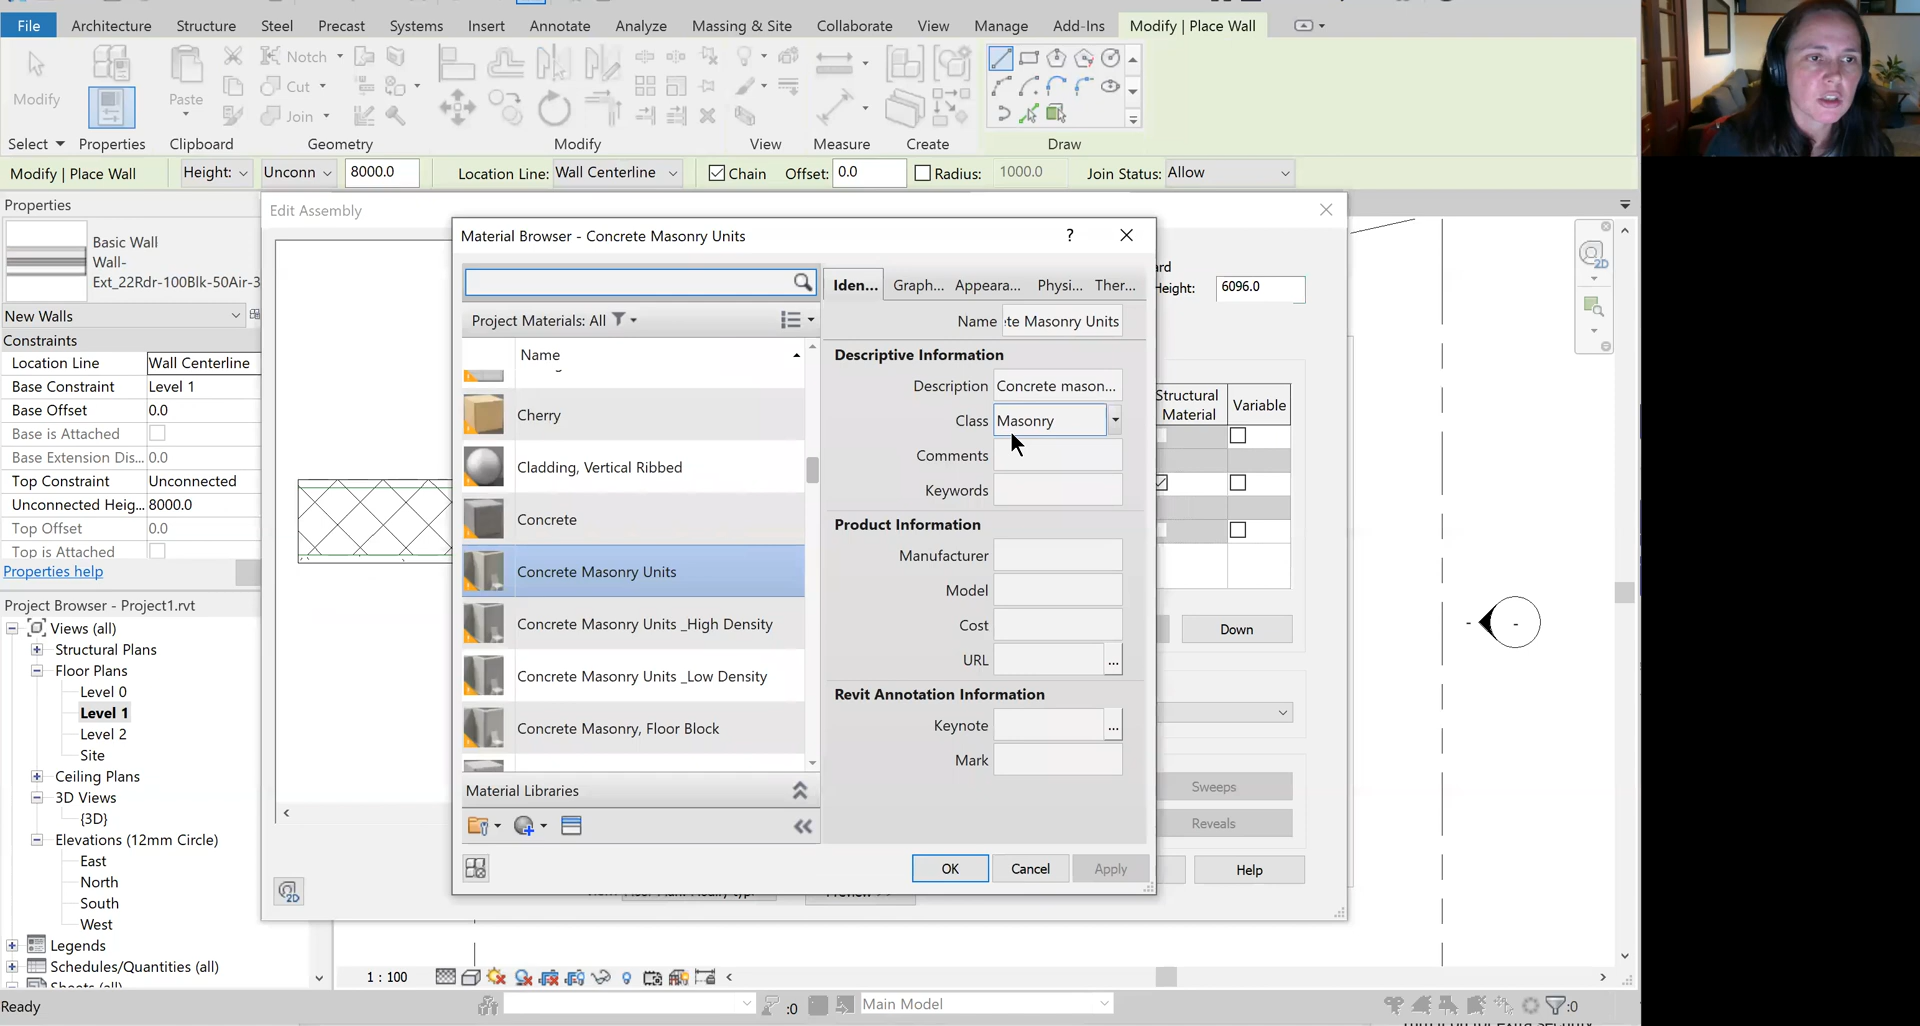 File Architecture Structure Steel Precast Systems Insert Annotate Analyze Massing & Site Collaborate View Manage Add-Ins Modify | Place Wall
Notch
Cut
Join
Modify
Paste
Select Properties Clipboard Geometry Modify View Measure Create Draw
Modify | Place Wall Height: Unconn 8000.0 Location Line: Wall Centerline Chain Offset: 0.0 Radius: 1000.0 Join Status: Allow
Properties
Basic Wall
Wall-
Ext_22Rdr-100Blk-50Air-3
New Walls
Constraints
Location Line Wall Centerline
Base Constraint Level 1
Base Offset 0.0
Base is Attached
Base Extension Dis... 0.0
Top Constraint Unconnected
Unconnected Heig... 8000.0
Top Offset 0.0
Top is Attached
Properties help
Project Browser - Project1.rvt
Views (all)
Structural Plans
Floor Plans
Level 0
Level 1
Level 2
Site
Ceiling Plans
3D Views
{3D}
Elevations (12mm Circle)
East
North
South
West
Legends
Schedules/Quantities (all)
Edit Assembly
Height: 6096.0
Structural
Material
Variable
Down
Sweeps
Reveals
Help
Material Browser - Concrete Masonry Units
?
Project Materials: All
Name
Cherry
Cladding, Vertical Ribbed
Concrete
Concrete Masonry Units
Concrete Masonry Units _High Density
Concrete Masonry Units _Low Density
Concrete Masonry, Floor Block
Material Libraries
Iden... Graph... Appeara... Physi... Ther...
Name te Masonry Units
Descriptive Information
Description Concrete mason...
Class Masonry
Comments
Keywords
Product Information
Manufacturer
Model
Cost
URL ...
Revit Annotation Information
Keynote ...
Mark
OK Cancel Apply
1 : 100
Ready :0 Main Model :0